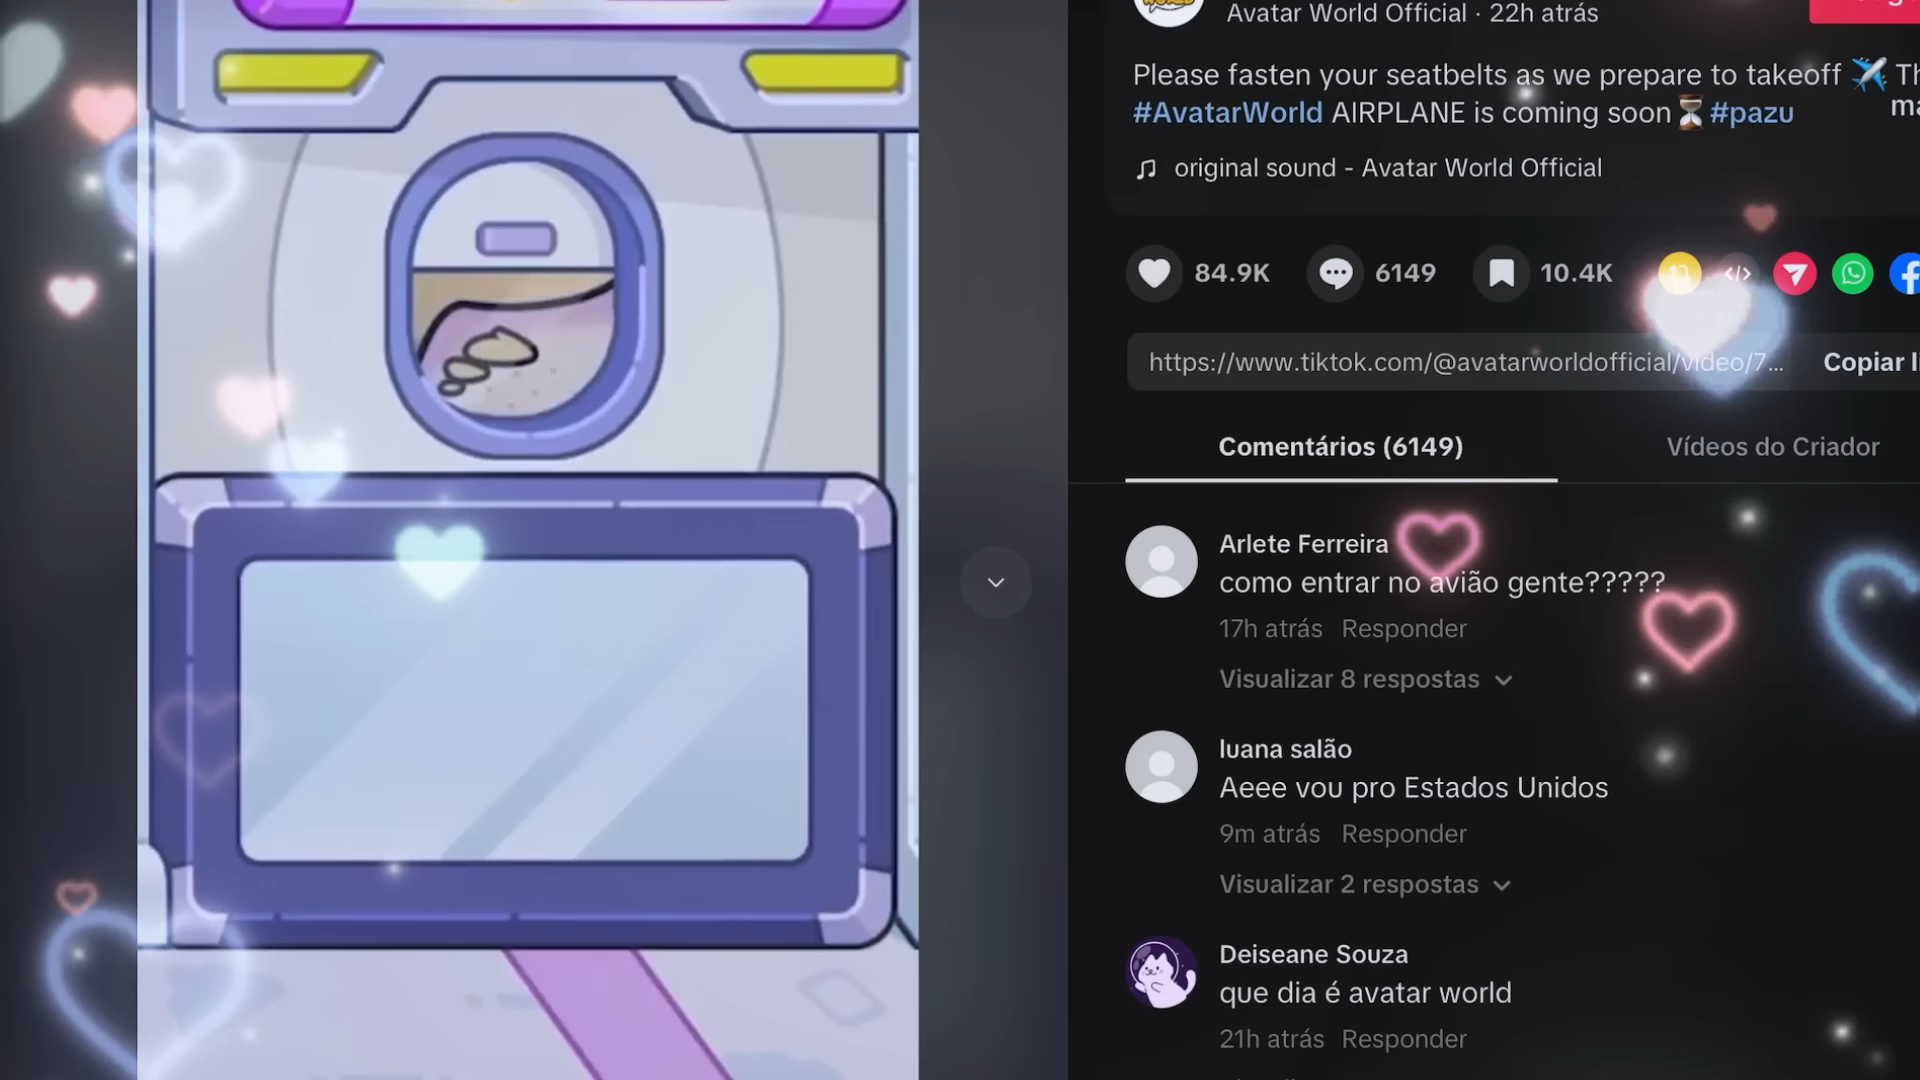 Avatar World Official · 22h atrás
Please fasten your seatbelts as we prepare to takeoff ✈️ Th
#AvatarWorld AIRPLANE is coming soon⏳#pazu
ma
original sound - Avatar World Official
84.9K 6149 10.4K
https://www.tiktok.com/@avatarworldofficial/video/7... Copiar li
Comentários (6149) Vídeos do Criador
Arlete Ferreira
como entrar no avião gente?????
17h atrás Responder
Visualizar 8 respostas
luana salão
Aeee vou pro Estados Unidos
9m atrás Responder
Visualizar 2 respostas
Deiseane Souza
que dia é avatar world
21h atrás Responder